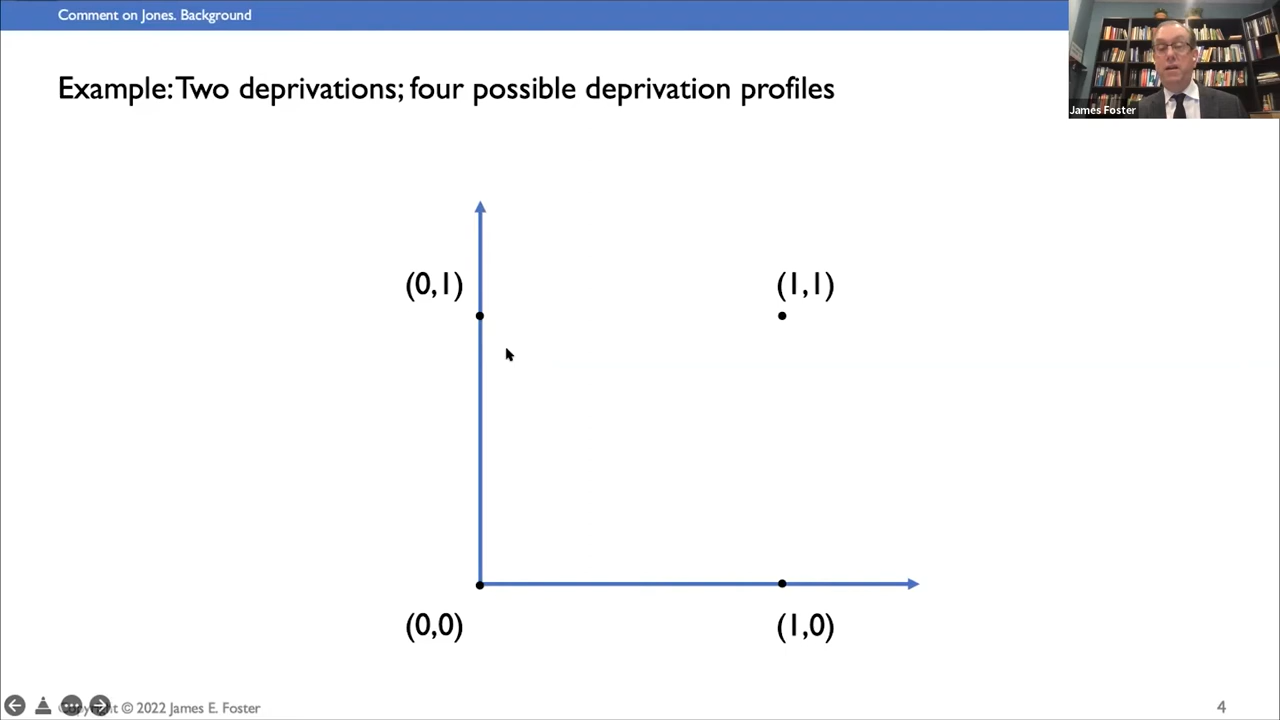 Comment on Jones. Background
James Foster
Example: Two deprivations; four possible deprivation profiles
(0,1)
(1,1)
(0,0)
(1,0)
Copyright © 2022 James E. Foster
4